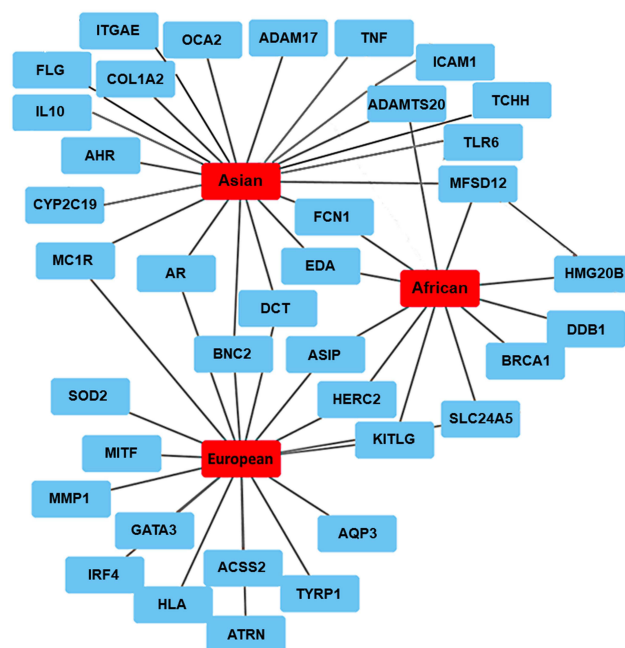 ITGAE
OCA2
ADAM17
TNF
ICAM1
FLG
COL1A2
ADAMTS20
TCHH
IL10
TLR6
AHR
Asian
MFSD12
CYP2C19
FCN1
MC1R
AR
EDA
African
HMG20B
DCT
DDB1
BNC2
ASIP
BRCA1
SOD2
HERC2
SLC24A5
MITF
European
KITLG
MMP1
GATA3
AQP3
IRF4
ACSS2
TYRP1
HLA
ATRN